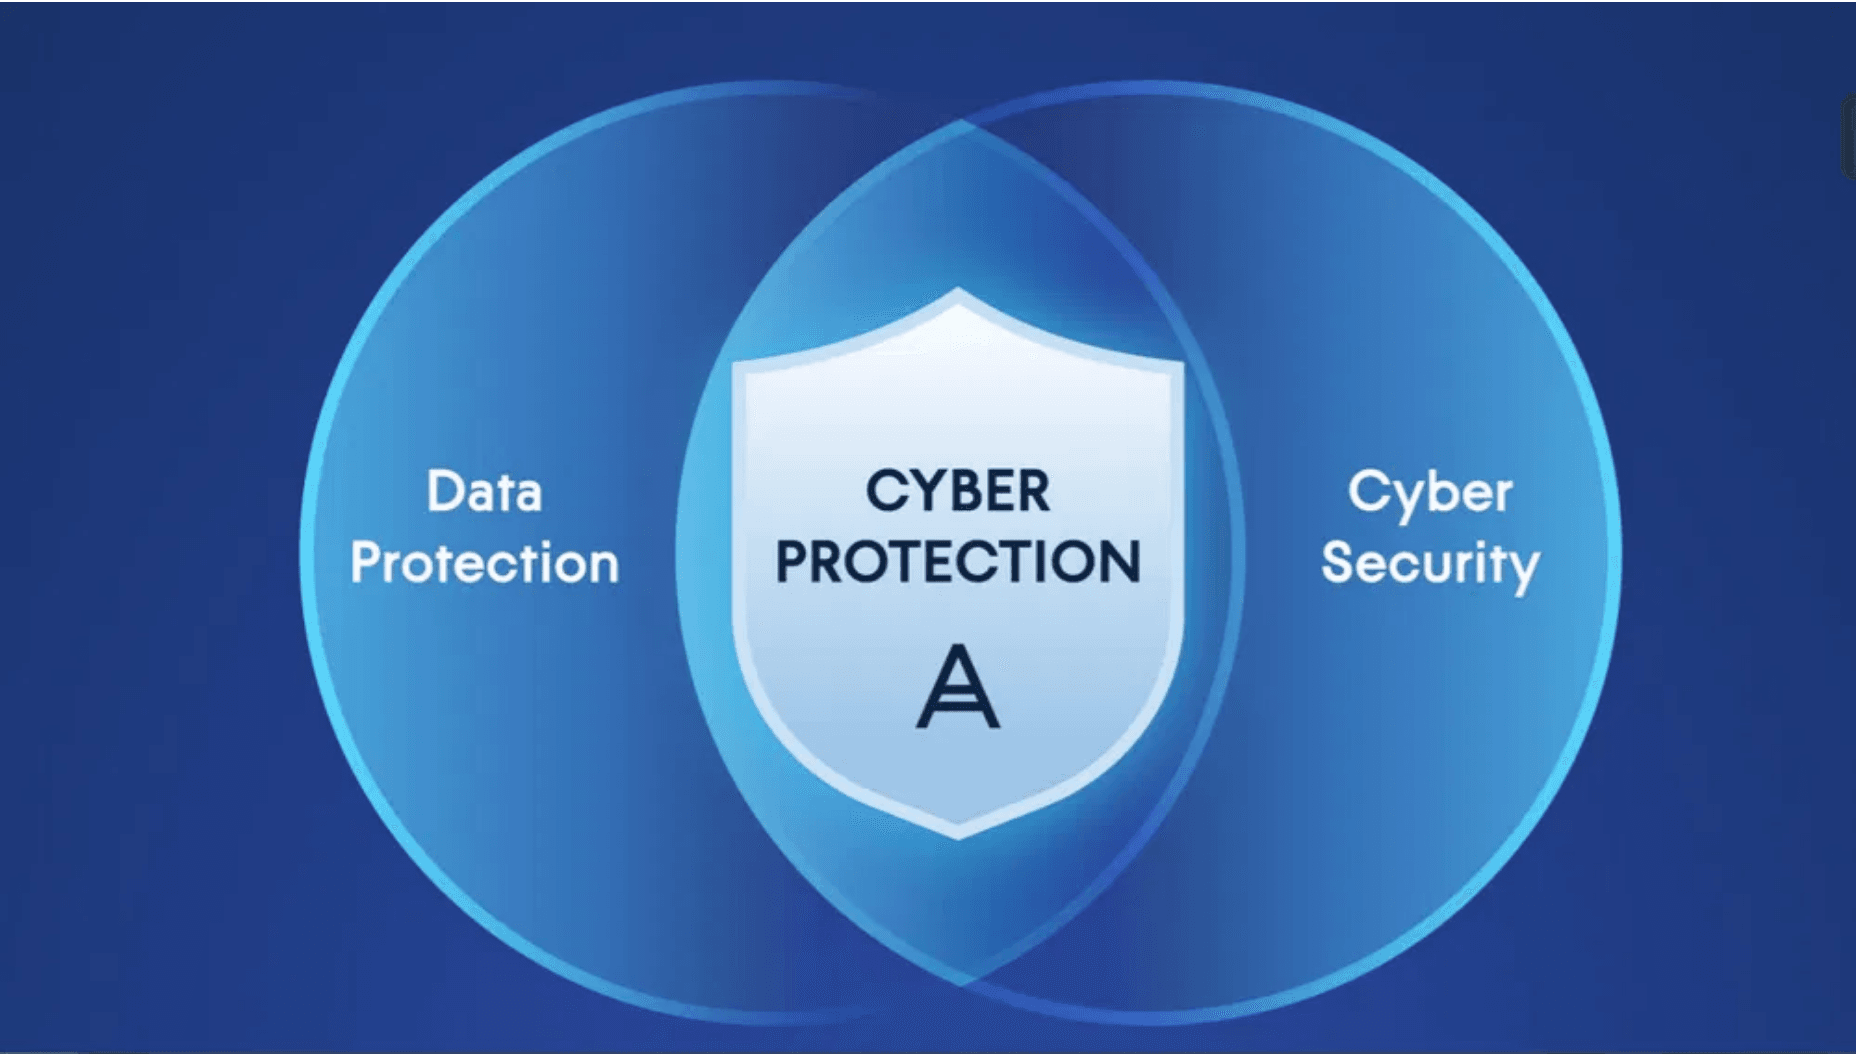 Data
Protection
CYBER
PROTECTION
A
Cyber
Security